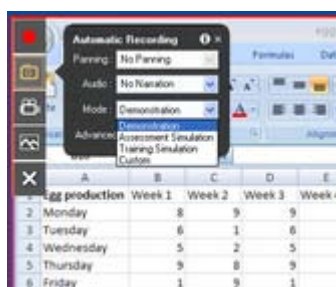 Automatic Recording
Panning: No Panning
Formulas
Audio: No Narration
Mode: Demonstration
Demonstration
Advanced
Assessment Simulation
Training Simulation
Custom
A B C D E
Egg production Week 1 Week 2 Week 3 Week
2 Monday 8 9 9
3 Tuesday 6 1 6
4 Wednesday 5 2 5
5 Thursday 9 8 9
6 Friday 1 9 1